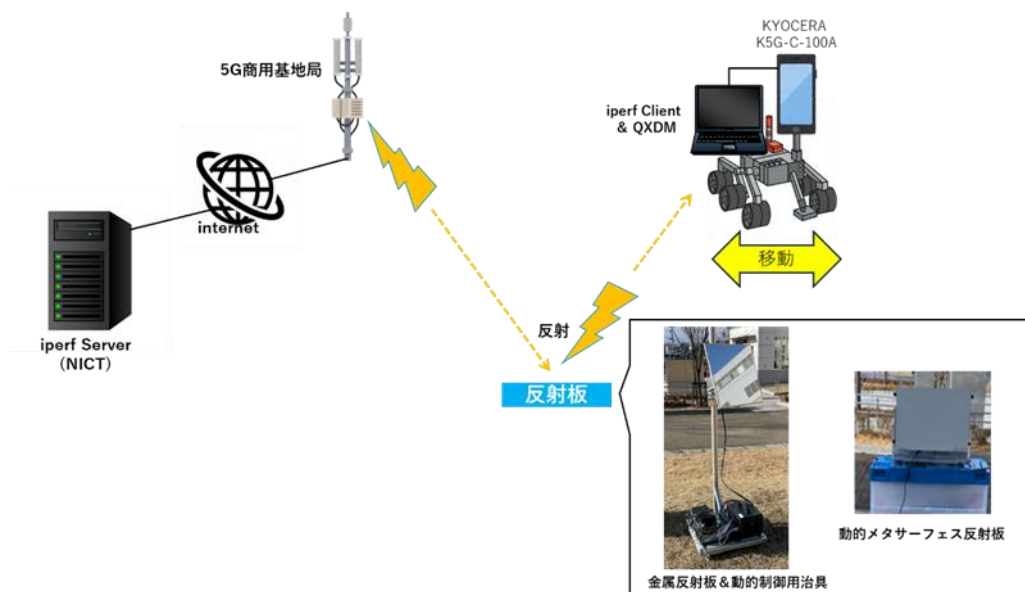 5G商用基地局
KYOCERA
K5G-C-100A
iperf Client
& QXDM
internet
移動
iperf Server
(NICT)
反射
反射板
動的メタサーフェス反射板
金属反射板&動的制御用治具